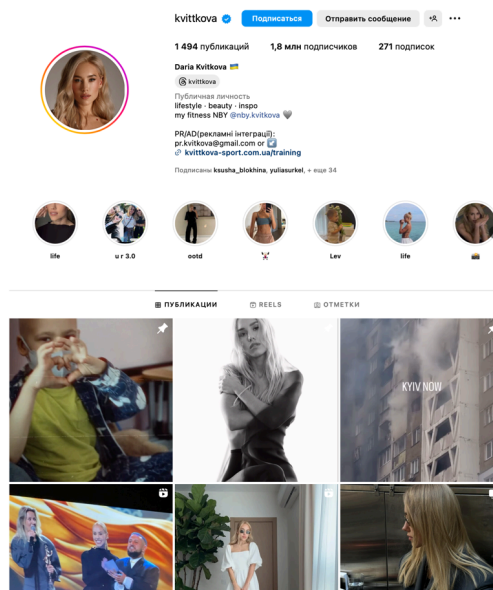 kvittkova
Подписаться
Отправить сообщение
1 494 публикаций 1,8 млн подписчиков 271 подписок
Daria Kvitkova 🇺🇦
kvittkova
Публичная личность
lifestyle · beauty · inspo
my fitness NBY @nby.kvitkova 🩶
PR/AD(рекламні інтеграції):
pr.kvitkova@gmail.com or ↙️
kvittkova-sport.com.ua/training
Подписаны ksusha_blokhina, yuliasurkel, + еще 34
life
u r 3.0
ootd
🏋🏻‍♀️
Lev
life
📸
ПУБЛИКАЦИИ
REELS
ОТМЕТКИ
KYIV NOW